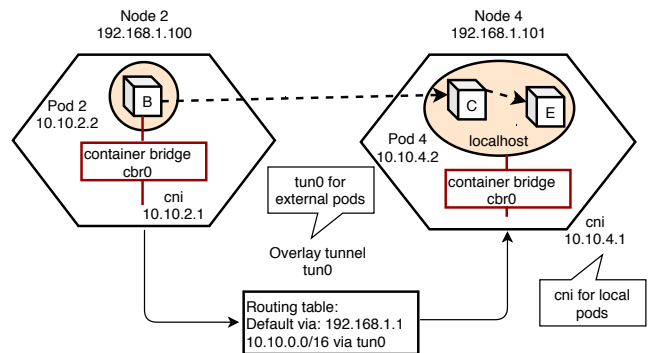 Node 2
192.168.1.100
Node 4
192.168.1.101
B
Pod 2
10.10.2.2
container bridge
cbr0
cni
10.10.2.1
C
E
localhost
Pod 4
10.10.4.2
container bridge
cbr0
cni
10.10.4.1
tun0 for
external pods
Overlay tunnel
tun0
cni for local
pods
Routing table:
Default via: 192.168.1.1
10.10.0.0/16 via tun0